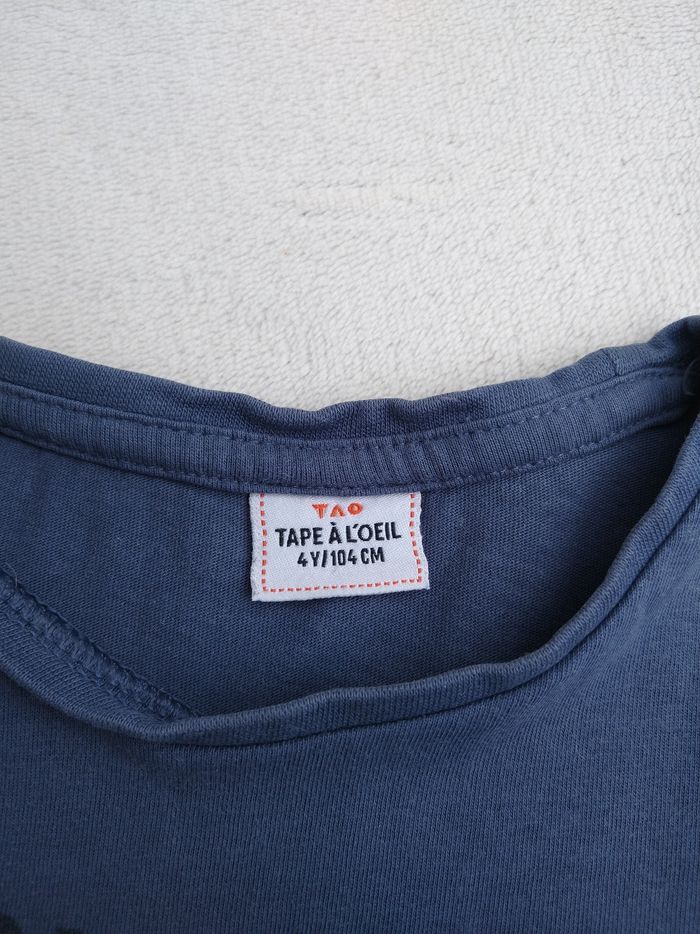 TAO
TAPE À L'OEIL
4Y/104 CM